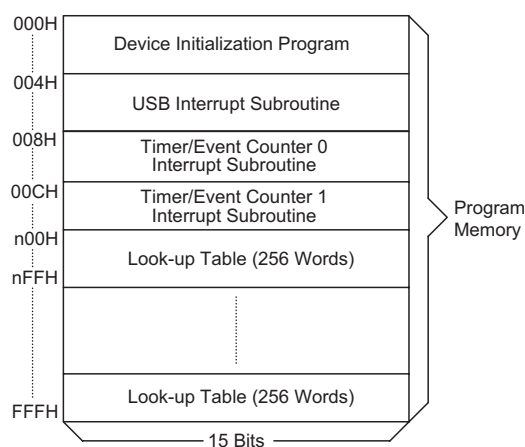 000H
Device Initialization Program
004H
USB Interrupt Subroutine
008H
Timer/Event Counter 0
Interrupt Subroutine
00CH
Timer/Event Counter 1
Interrupt Subroutine
n00H
Look-up Table (256 Words)
nFFH
Program
Memory
Look-up Table (256 Words)
FFFH
15 Bits